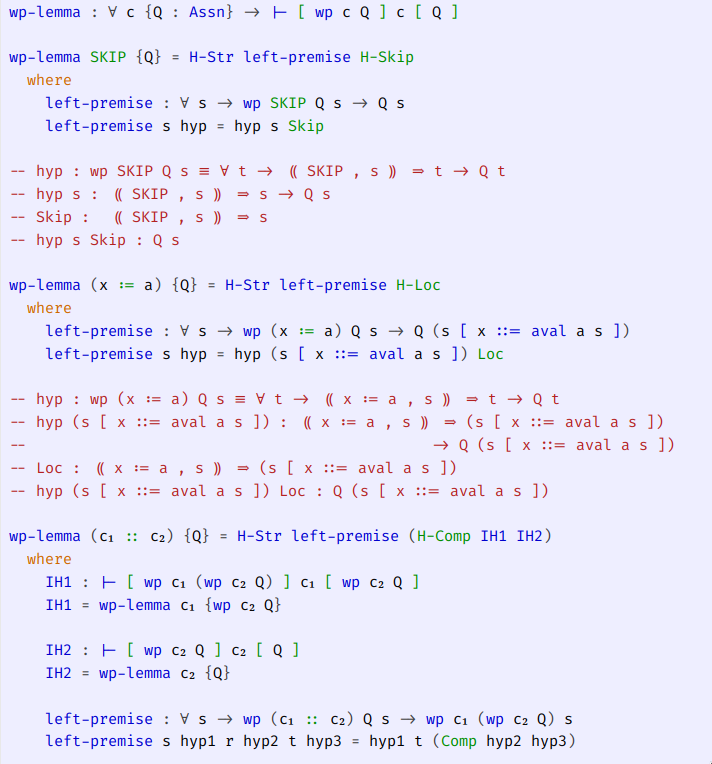 wp-lemma : ∀ c {Q : Assn} → ⊢ [ wp c Q ] c [ Q ]
wp-lemma SKIP {Q} = H-Str left-premise H-Skip
  where
    left-premise : ∀ s → wp SKIP Q s → Q s
    left-premise s hyp = hyp s Skip
-- hyp : wp SKIP Q s ≡ ∀ t → ⦅ SKIP , s ⦆ ⇒ t → Q t
-- hyp s : ⦅ SKIP , s ⦆ ⇒ s → Q s
-- Skip : ⦅ SKIP , s ⦆ ⇒ s
-- hyp s Skip : Q s
wp-lemma (x := a) {Q} = H-Str left-premise H-Loc
  where
    left-premise : ∀ s → wp (x := a) Q s → Q (s [ x ::= aval a s ])
    left-premise s hyp = hyp (s [ x ::= aval a s ]) Loc
-- hyp : wp (x := a) Q s ≡ ∀ t → ⦅ x := a , s ⦆ ⇒ t → Q t
-- hyp (s [ x ::= aval a s ]) : ⦅ x := a , s ⦆ ⇒ (s [ x ::= aval a s ])
--                                              → Q (s [ x ::= aval a s ])
-- Loc : ⦅ x := a , s ⦆ ⇒ (s [ x ::= aval a s ])
-- hyp (s [ x ::= aval a s ]) Loc : Q (s [ x ::= aval a s ])
wp-lemma (c₁ :: c₂) {Q} = H-Str left-premise (H-Comp IH1 IH2)
  where
    IH1 : ⊢ [ wp c₁ (wp c₂ Q) ] c₁ [ wp c₂ Q ]
    IH1 = wp-lemma c₁ {wp c₂ Q}
    IH2 : ⊢ [ wp c₂ Q ] c₂ [ Q ]
    IH2 = wp-lemma c₂ {Q}
    left-premise : ∀ s → wp (c₁ :: c₂) Q s → wp c₁ (wp c₂ Q) s
    left-premise s hyp1 r hyp2 t hyp3 = hyp1 t (Comp hyp2 hyp3)